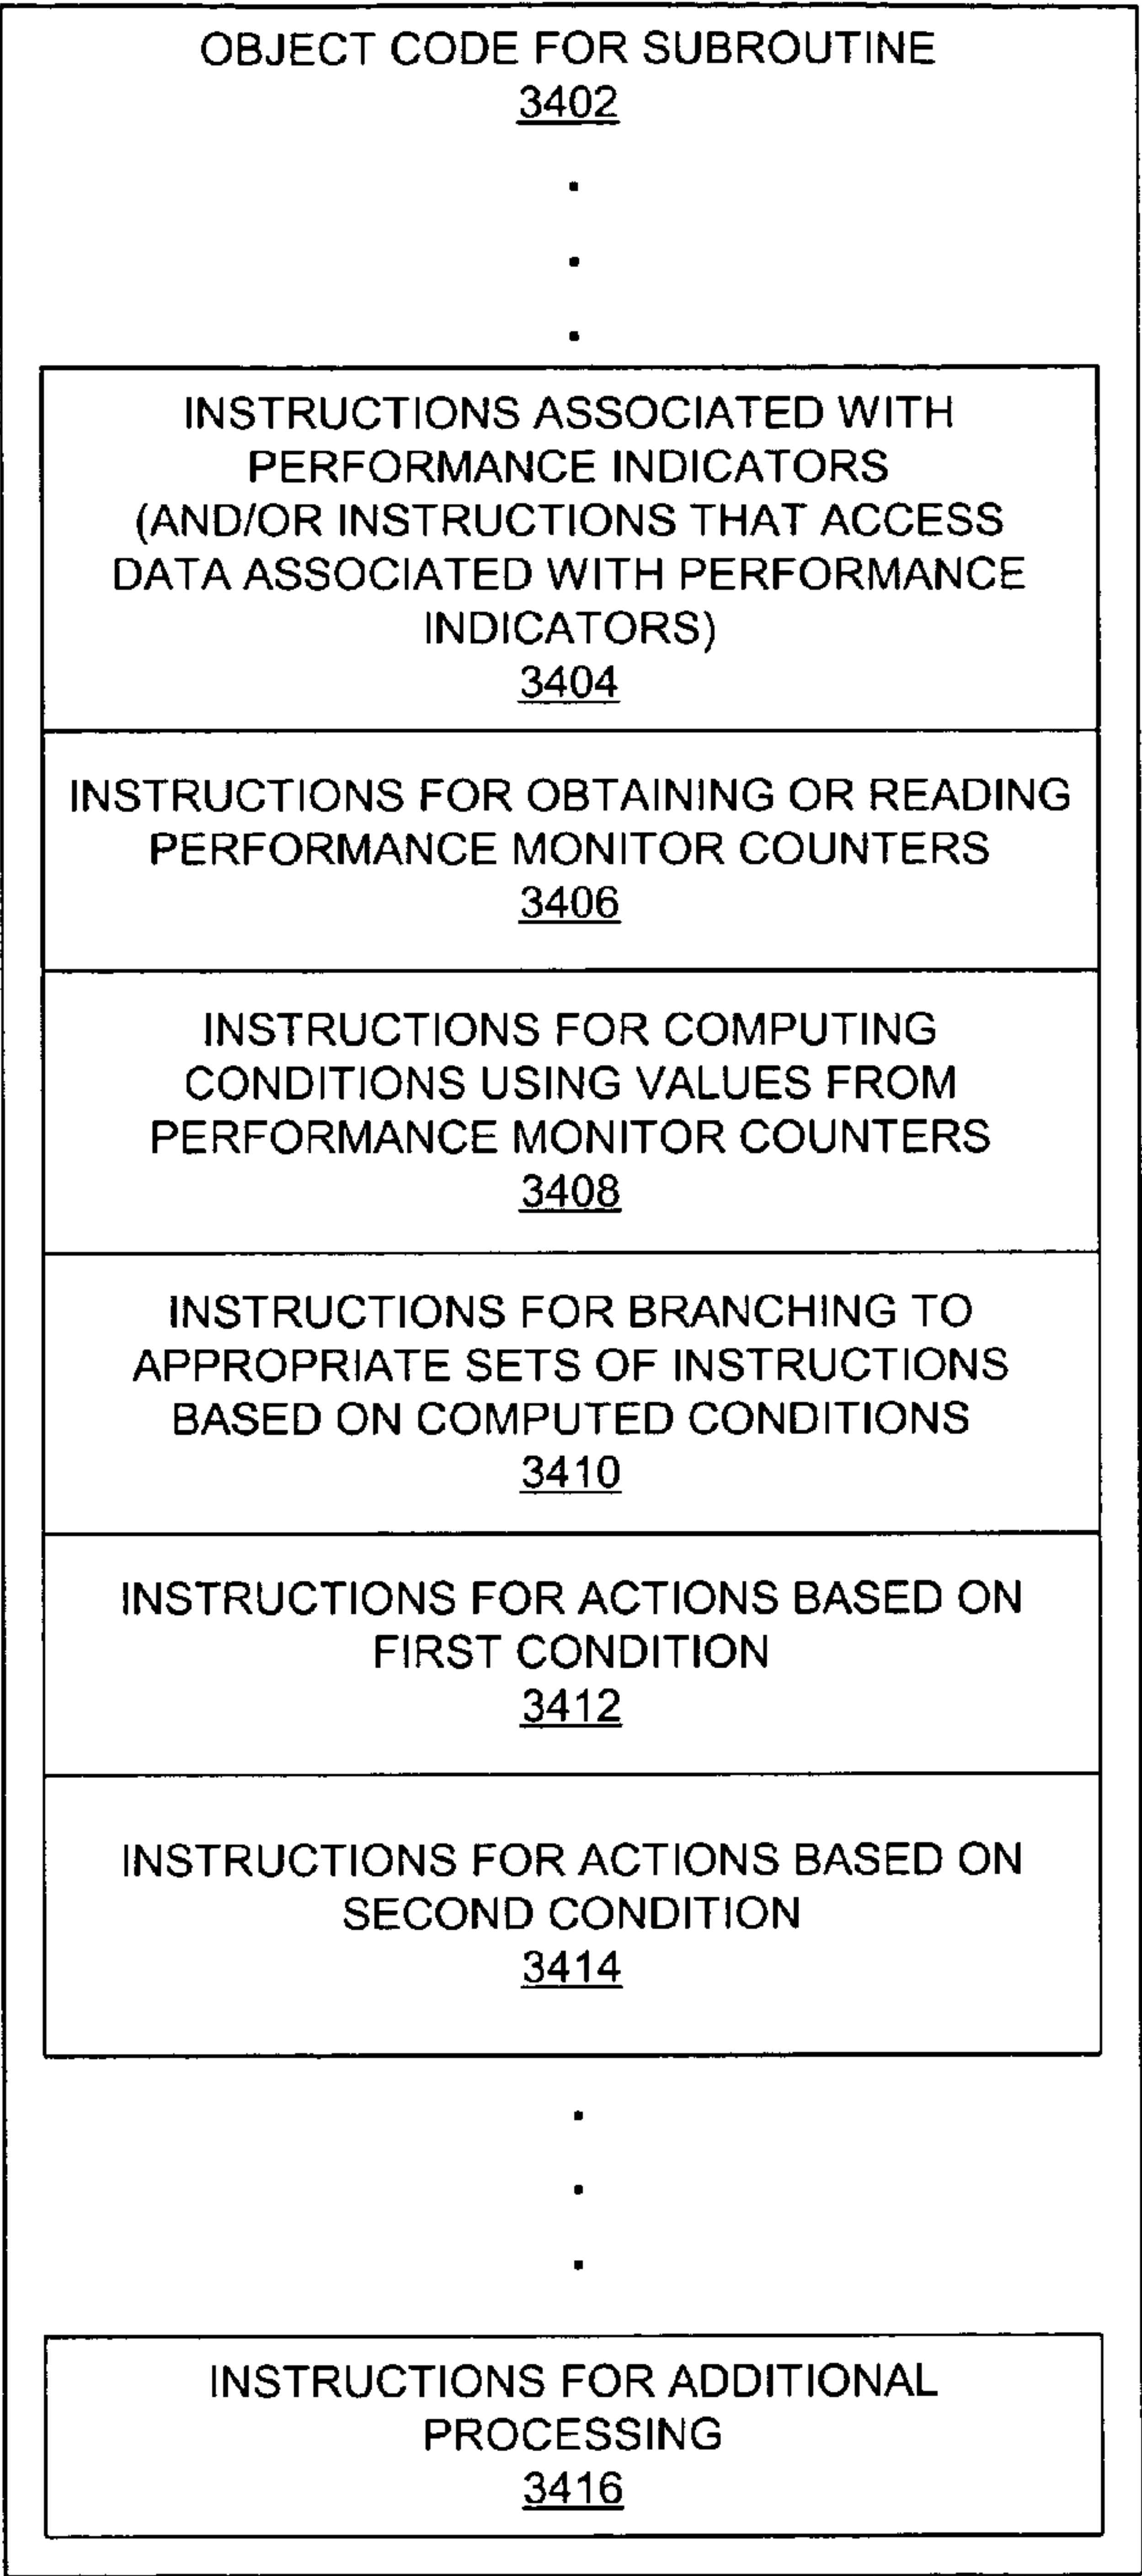 OBJECT CODE FOR SUBROUTINE
3402
INSTRUCTIONS ASSOCIATED WITH
PERFORMANCE INDICATORS
(AND/OR INSTRUCTIONS THAT ACCESS
DATA ASSOCIATED WITH PERFORMANCE
INDICATORS)
3404
INSTRUCTIONS FOR OBTAINING OR READING
PERFORMANCE MONITOR COUNTERS
3406
INSTRUCTIONS FOR COMPUTING
CONDITIONS USING VALUES FROM
PERFORMANCE MONITOR COUNTERS
3408
INSTRUCTIONS FOR BRANCHING TO
APPROPRIATE SETS OF INSTRUCTIONS
BASED ON COMPUTED CONDITIONS
3410
INSTRUCTIONS FOR ACTIONS BASED ON
FIRST CONDITION
3412
INSTRUCTIONS FOR ACTIONS BASED ON
SECOND CONDITION
3414
INSTRUCTIONS FOR ADDITIONAL
PROCESSING
3416